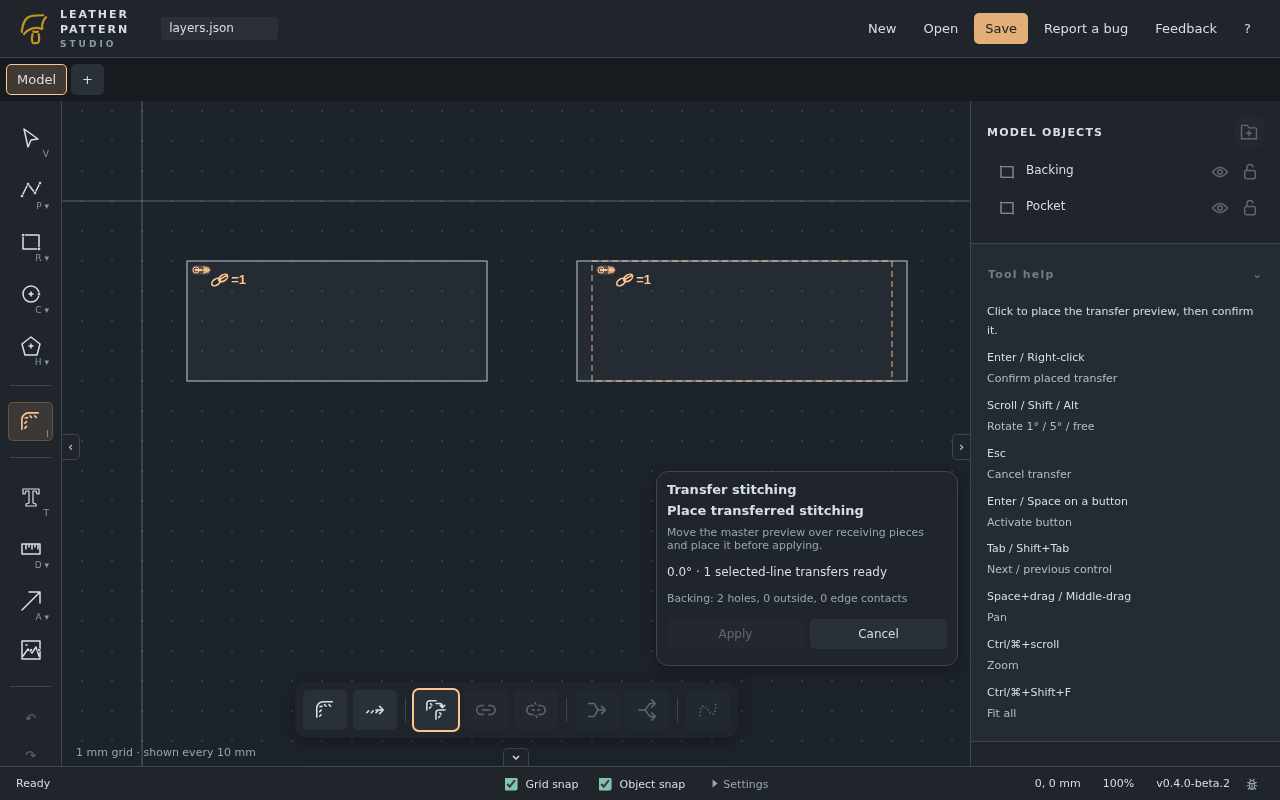 LEATHER
PATTERN
STUDIO
layers.json
New
Open
Save
Report a bug
Feedback
?
Model
+
V
P ▾
R ▾
C ▾
H ▾
I
T
D ▾
A ▾
=1
=1
MODEL OBJECTS
Backing
Pocket
Tool help
Click to place the transfer preview, then confirm
it.
Enter / Right-click
Confirm placed transfer
Scroll / Shift / Alt
Rotate 1° / 5° / free
Esc
Cancel transfer
Enter / Space on a button
Activate button
Tab / Shift+Tab
Next / previous control
Space+drag / Middle-drag
Pan
Ctrl/⌘+scroll
Zoom
Ctrl/⌘+Shift+F
Fit all
Transfer stitching
Place transferred stitching
Move the master preview over receiving pieces
and place it before applying.
0.0° · 1 selected-line transfers ready
Backing: 2 holes, 0 outside, 0 edge contacts
Apply
Cancel
1 mm grid · shown every 10 mm
Ready
Grid snap
Object snap
Settings
0, 0 mm
100%
v0.4.0-beta.2